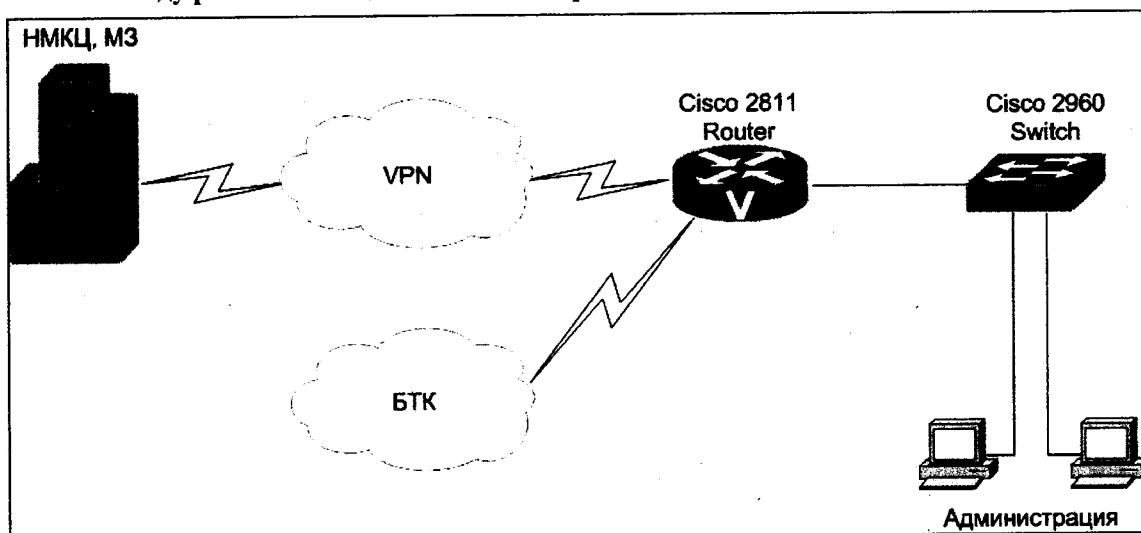 НМКЦ, МЗ
Cisco 2811
Router
Cisco 2960
Switch
VPN
V
БТК
Администрация